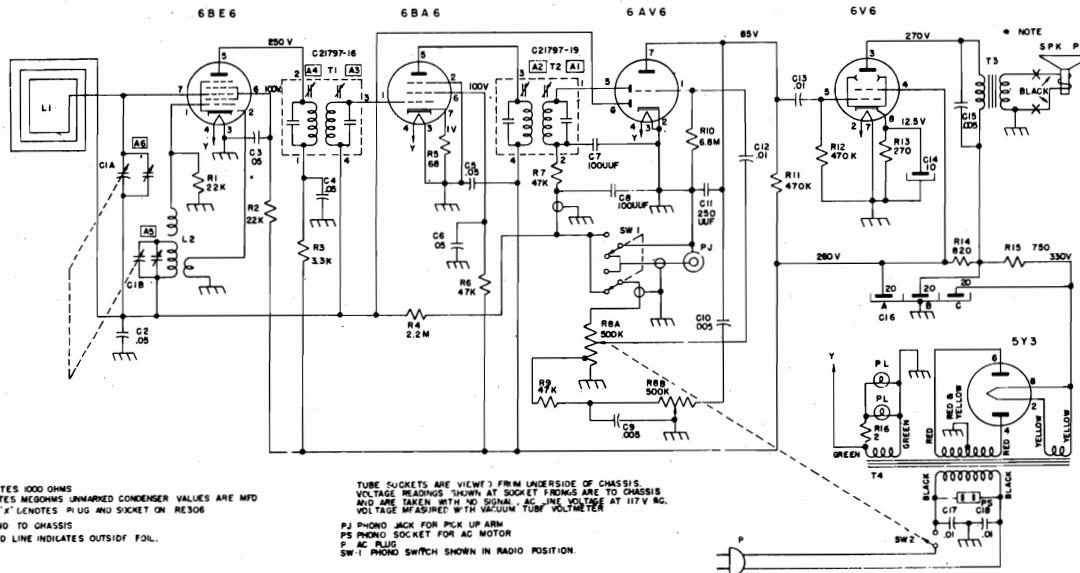 6BE6
6BA6
6AV6
6V6
250V
C21797-16
A4 T1 A3
C21797-19
A2 T2 A1
85V
270V
* NOTE
SPK P
T3
BLACK
L1
100V
100V
1V
12.5V
A6
C1A
C3
.05
R1
22K
R2
22K
C4
.05
R5
68
C5
.05
R7
47K
C7
100UUF
C8
100UUF
R10
6.8M
C12
.01
C11
250
UUF
C13
.01
R11
470K
R12
470K
R13
270
C14
10
C15
.005
A5
L2
C1B
R3
3.3K
C6
.05
R6
47K
SW 1
PJ
C2
.05
R4
2.2M
R8A
500K
C10
.005
R9
47K
R8B
500K
C9
.005
260V
R14
820
R15 750
330V
20
20
20
A
B
C
C16
5Y3
Y
PL
PL
R16
2
GREEN
GREEN
RED &
YELLOW
RED
RED
YELLOW
YELLOW
T4
BLACK
BLACK
PS
C17
.01
C18
.01
SW2
P
TES 1000 OHMS
TES MEGOHMS UNMARKED CONDENSER VALUES ARE MFD
"X" DENOTES PLUG AND SOCKET ON RE306
ND TO CHASSIS
D LINE INDICATES OUTSIDE FOIL.
TUBE SOCKETS ARE VIEWED FROM UNDERSIDE OF CHASSIS.
VOLTAGE READINGS SHOWN AT SOCKET PRONGS ARE TO CHASSIS
AND ARE TAKEN WITH NO SIGNAL, AC LINE VOLTAGE AT 117V AC.
VOLTAGE MEASURED WITH VACUUM TUBE VOLTMETER
PJ PHONO JACK FOR PICK UP ARM
PS PHONO SOCKET FOR AC MOTOR
P AC PLUG
SW-1 PHONO SWITCH SHOWN IN RADIO POSITION.